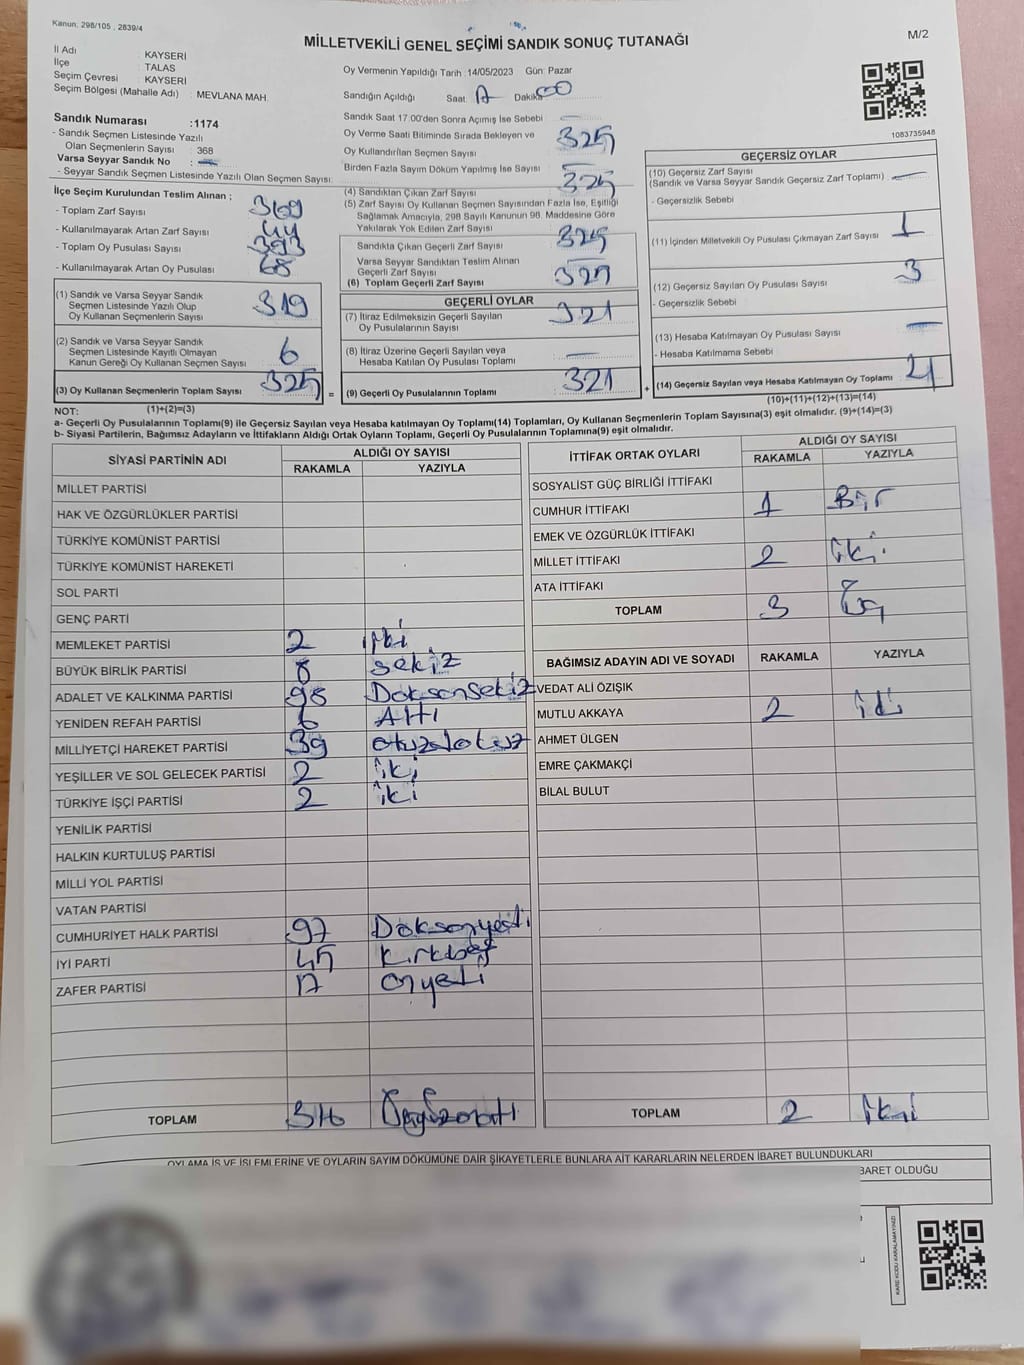 Kanun. 298/105 , 2839/4
MİLLETVEKİLİ GENEL SEÇİMİ SANDIK SONUÇ TUTANAĞI
M/2
İl Adı : KAYSERİ
İlçe : TALAS
Seçim Çevresi : KAYSERİ
Seçim Bölgesi (Mahalle Adı) : MEVLANA MAH.
Sandık Numarası :1174
- Sandık Seçmen Listesinde Yazılı
Olan Seçmenlerin Sayısı : 368
Varsa Seyyar Sandık No : —
- Seyyar Sandık Seçmen Listesinde Yazılı Olan Seçmen Sayısı:
Oy Vermenin Yapıldığı Tarih :14/05/2023 Gün: Pazar
Sandığın Açıldığı Saat 17 Dakika 00
Sandık Saat 17:00'den Sonra Açımış İse Sebebi —
Oy Verme Saati Bitiminde Sırada Bekleyen ve
Oy Kullandırılan Seçmen Sayısı 325
Birden Fazla Sayım Döküm Yapılmış İse Sayısı —
1083735948
İlçe Seçim Kurulundan Teslim Alınan ;
- Toplam Zarf Sayısı 369
- Kullanılmayarak Artan Zarf Sayısı 44
- Toplam Oy Pusulası Sayısı 393
- Kullanılmayarak Artan Oy Pusulası 68
(1) Sandık ve Varsa Seyyar Sandık
Seçmen Listesinde Yazılı Olup
Oy Kullanan Seçmenlerin Sayısı 319
(2) Sandık ve Varsa Seyyar Sandık
Seçmen Listesinde Kayıtlı Olmayan
Kanun Gereği Oy Kullanan Seçmen Sayısı 6
(3) Oy Kullanan Seçmenlerin Toplam Sayısı 325
(4) Sandıktan Çıkan Zarf Sayısı 325
(5) Zarf Sayısı Oy Kullanan Seçmen Sayısından Fazla İse, Eşitliği
Sağlamak Amacıyla, 298 Sayılı Kanunun 98. Maddesine Göre
Yakılarak Yok Edilen Zarf Sayısı —
Sandıkta Çıkan Geçerli Zarf Sayısı 325
Varsa Seyyar Sandıktan Teslim Alınan
Geçerli Zarf Sayısı —
(6) Toplam Geçerli Zarf Sayısı 325
GEÇERLİ OYLAR
(7) İtiraz Edilmeksizin Geçerli Sayılan
Oy Pusulalarının Sayısı 321
(8) İtiraz Üzerine Geçerli Sayılan veya
Hesaba Katılan Oy Pusulası Toplamı —
= (9) Geçerli Oy Pusulalarının Toplamı 321
GEÇERSİZ OYLAR
(10) Geçersiz Zarf Sayısı
(Sandık ve Varsa Seyyar Sandık Geçersiz Zarf Toplamı) —
- Geçersizlik Sebebi
(11) İçinden Milletvekili Oy Pusulası Çıkmayan Zarf Sayısı 1
(12) Geçersiz Sayılan Oy Pusulası Sayısı 3
- Geçersizlik Sebebi
(13) Hesaba Katılmayan Oy Pusulası Sayısı —
- Hesaba Katılmama Sebebi
+ (14) Geçersiz Sayılan veya Hesaba Katılmayan Oy Toplamı 4
(10)+(11)+(12)+(13)=(14)
NOT: (1)+(2)=(3)
a- Geçerli Oy Pusulalarının Toplamı(9) ile Geçersiz Sayılan veya Hesaba katılmayan Oy Toplamı(14) Toplamları, Oy Kullanan Seçmenlerin Toplam Sayısına(3) eşit olmalıdır. (9)+(14)=(3)
b- Siyasi Partilerin, Bağımsız Adayların ve İttifakların Aldığı Ortak Oyların Toplamı, Geçerli Oy Pusulalarının Toplamına(9) eşit olmalıdır.
SİYASİ PARTİNİN ADI ALDIĞI OY SAYISI
RAKAMLA YAZIYLA
MİLLET PARTİSİ
HAK VE ÖZGÜRLÜKLER PARTİSİ
TÜRKİYE KOMÜNİST PARTİSİ
TÜRKİYE KOMÜNİST HAREKETİ
SOL PARTİ
GENÇ PARTİ
MEMLEKET PARTİSİ 2 iki
BÜYÜK BİRLİK PARTİSİ 8 sekiz
ADALET VE KALKINMA PARTİSİ 98 Doksansekiz
YENİDEN REFAH PARTİSİ 6 Altı
MİLLİYETÇİ HAREKET PARTİSİ 39 otuzdokuz
YEŞİLLER VE SOL GELECEK PARTİSİ 2 iki
TÜRKİYE İŞÇİ PARTİSİ 2 iki
YENİLİK PARTİSİ
HALKIN KURTULUŞ PARTİSİ
MİLLİ YOL PARTİSİ
VATAN PARTİSİ
CUMHURİYET HALK PARTİSİ 97 Doksanyedi
İYİ PARTİ 45 Kırkbeş
ZAFER PARTİSİ 17 Onyedi
TOPLAM 316 Üçyüzonaltı
İTTİFAK ORTAK OYLARI ALDIĞI OY SAYISI
RAKAMLA YAZIYLA
SOSYALİST GÜÇ BİRLİĞİ İTTİFAKI
CUMHUR İTTİFAKI 1 Bir
EMEK VE ÖZGÜRLÜK İTTİFAKI
MİLLET İTTİFAKI 2 iki
ATA İTTİFAKI
TOPLAM 3 Üç
BAĞIMSIZ ADAYIN ADI VE SOYADI RAKAMLA YAZIYLA
VEDAT ALİ ÖZIŞIK
MUTLU AKKAYA 2 iki
AHMET ÜLGEN
EMRE ÇAKMAKÇİ
BİLAL BULUT
TOPLAM 2 iki
OYLAMA İŞ VE İŞLEMLERİNE VE OYLARIN SAYIM DÖKÜMÜNE DAİR ŞİKAYETLERLE BUNLARA AİT KARARLARIN NELERDEN İBARET BULUNDUKLARI
BARET OLDUĞU
KARE KODU KARALAMAYINIZ!